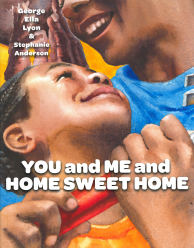 George
Ella
Lyon
&
Stephanie
Anderson
YOU and ME and
HOME SWEET HOME